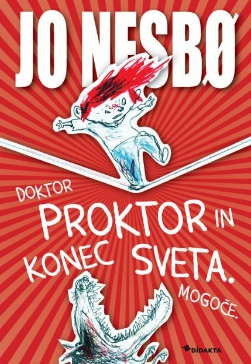 JO NESBØ
DOKTOR
PROKTOR IN
KONEC SVETA.
MOGOČE.
DIDAKTA